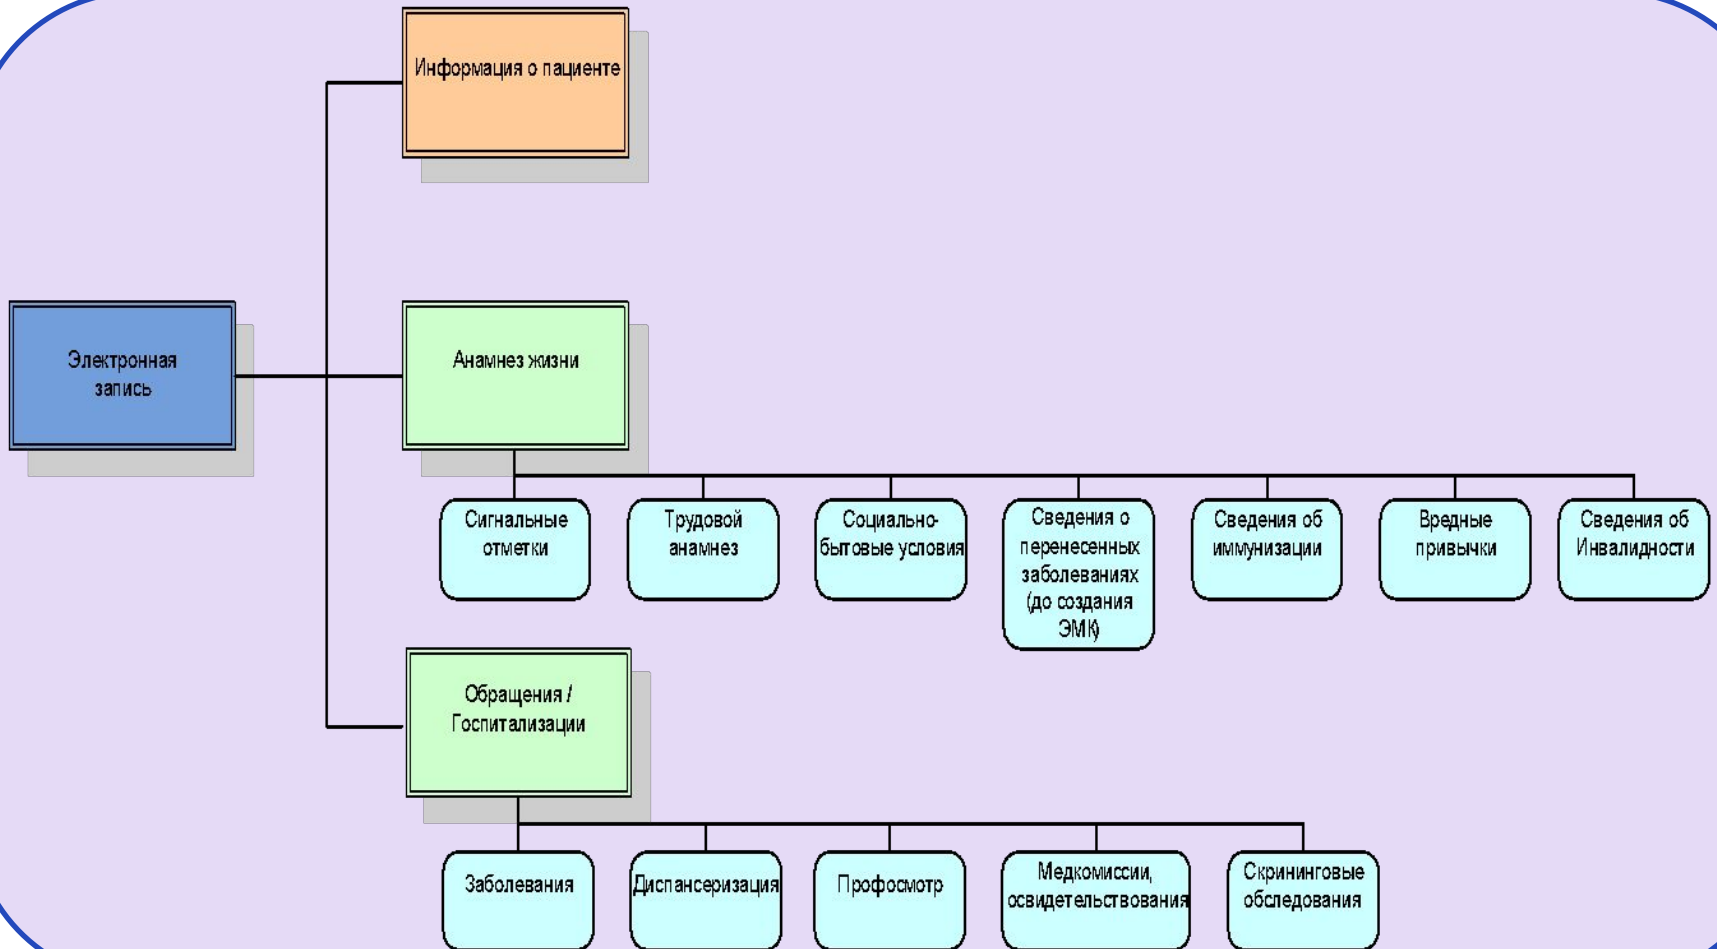 Информация о пациенте
Электронная
запись
Анамнез жизни
Сигнальные
отметки
Трудовой
анамнез
Социально-
бытовые условия
Сведения о
перенесенных
заболеваниях
(до создания
ЭМК)
Сведения об
иммунизации
Вредные
привычки
Сведения об
Инвалидности
Обращения /
Госпитализации
Заболевания
Диспансеризация
Профосмотр
Медкомиссии,
освидетельствования
Скрининговые
обследования